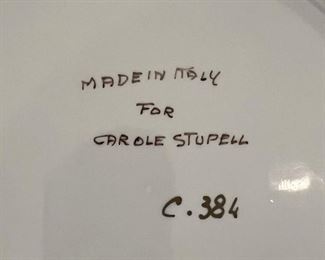 MADE IN ITALY
FOR
CAROLE STUPELL
C. 384